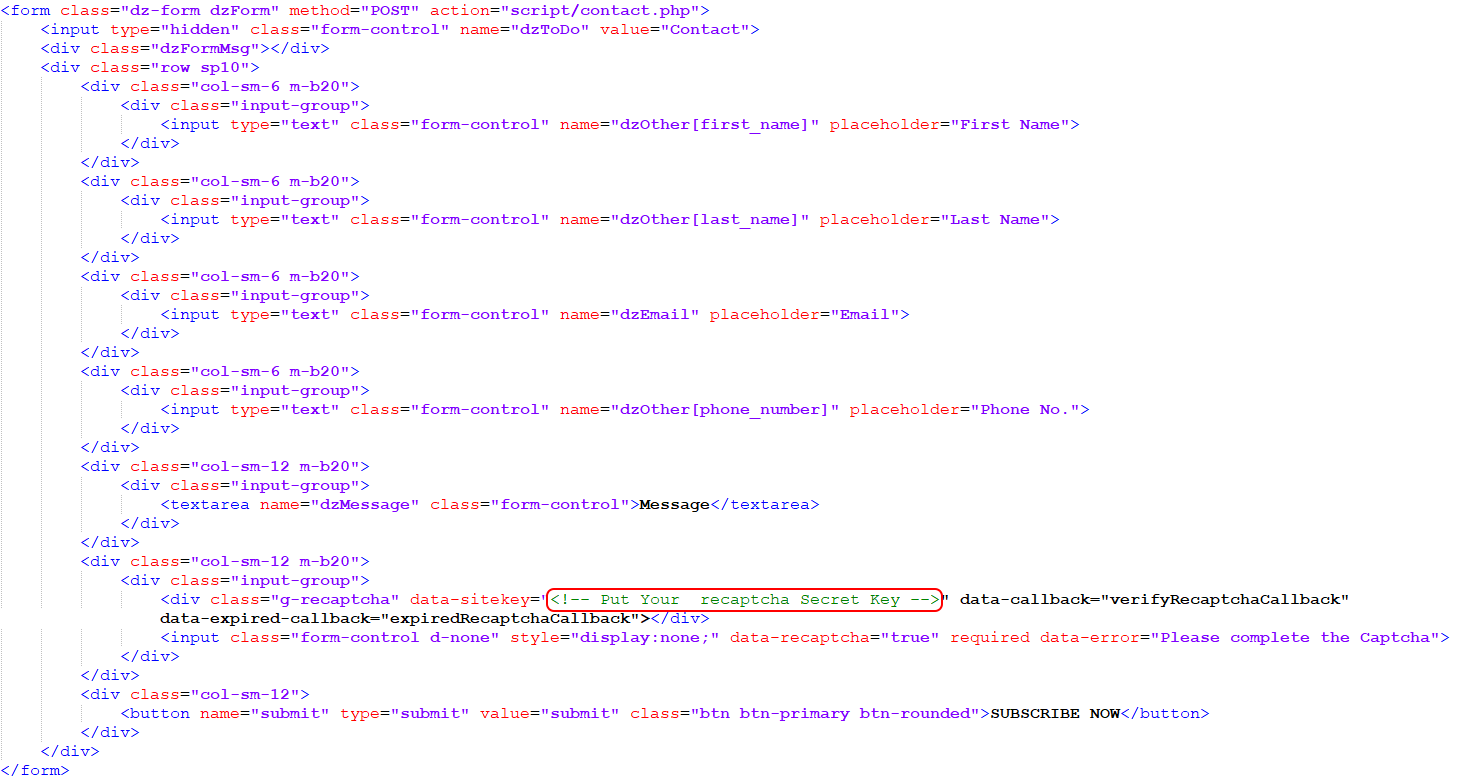 <form class="dz-form dzForm" method="POST" action="script/contact.php">
    <input type="hidden" class="form-control" name="dzToDo" value="Contact">
    <div class="dzFormMsg"></div>
    <div class="row sp10">
        <div class="col-sm-6 m-b20">
            <div class="input-group">
                <input type="text" class="form-control" name="dzOther[first_name]" placeholder="First Name">
            </div>
        </div>
        <div class="col-sm-6 m-b20">
            <div class="input-group">
                <input type="text" class="form-control" name="dzOther[last_name]" placeholder="Last Name">
            </div>
        </div>
        <div class="col-sm-6 m-b20">
            <div class="input-group">
                <input type="text" class="form-control" name="dzEmail" placeholder="Email">
            </div>
        </div>
        <div class="col-sm-6 m-b20">
            <div class="input-group">
                <input type="text" class="form-control" name="dzOther[phone_number]" placeholder="Phone No.">
            </div>
        </div>
        <div class="col-sm-12 m-b20">
            <div class="input-group">
                <textarea name="dzMessage" class="form-control">Message</textarea>
            </div>
        </div>
        <div class="col-sm-12 m-b20">
            <div class="input-group">
                <div class="g-recaptcha" data-sitekey="<!-- Put Your  recaptcha Secret Key -->" data-callback="verifyRecaptchaCallback"
                data-expired-callback="expiredRecaptchaCallback"></div>
                <input class="form-control d-none" style="display:none;" data-recaptcha="true" required data-error="Please complete the Captcha">
            </div>
        </div>
        <div class="col-sm-12">
            <button name="submit" type="submit" value="submit" class="btn btn-primary btn-rounded">SUBSCRIBE NOW</button>
        </div>
    </div>
</form>